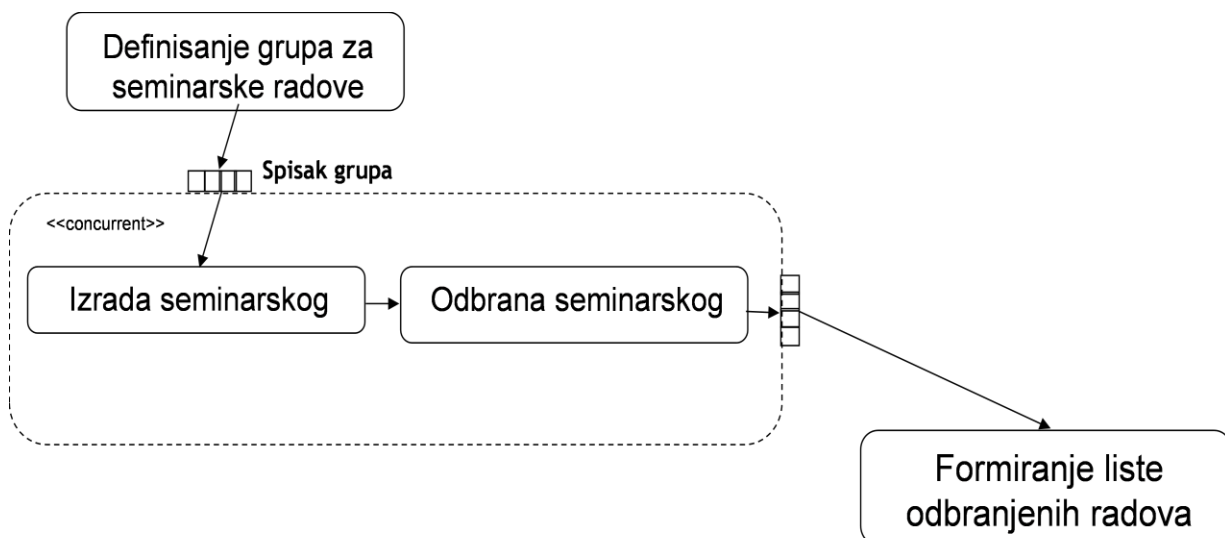 Definisanje grupa za
seminarske radove
Spisak grupa
<<concurrent>>
Izrada seminarskog
Odbrana seminarskog
Formiranje liste
odbranjenih radova